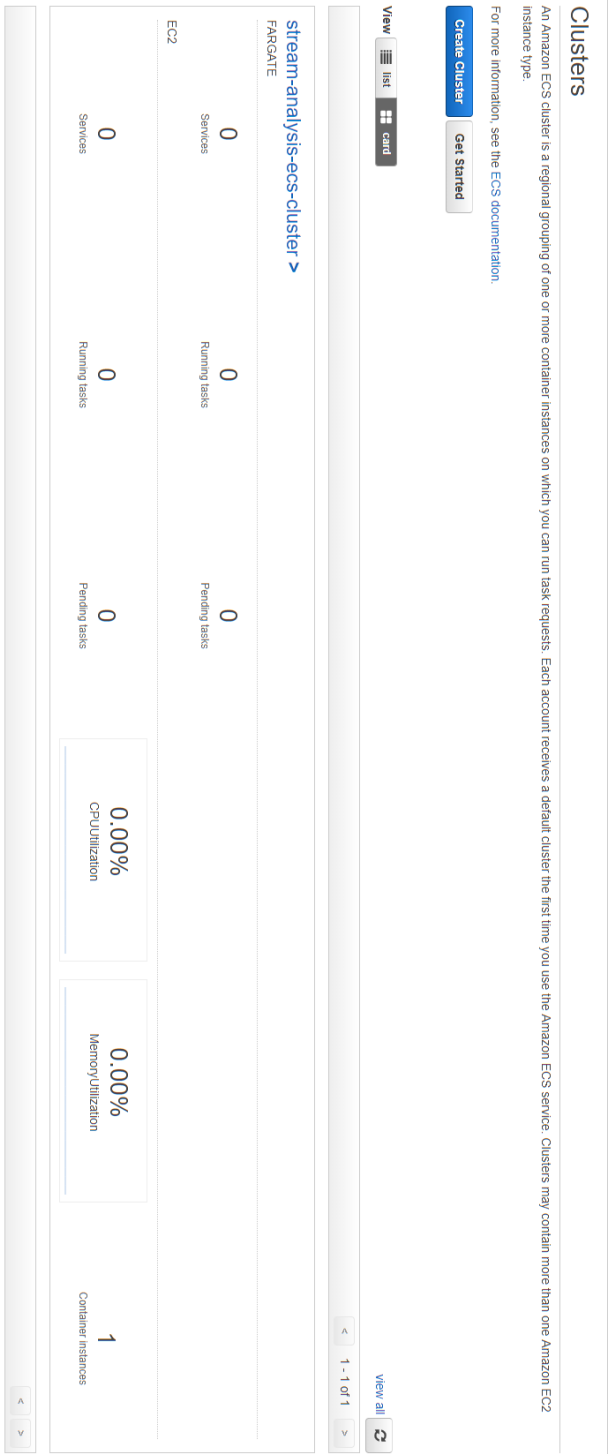 Clusters
An Amazon ECS cluster is a regional grouping of one or more container instances on which you can run task requests. Each account receives a default cluster the first time you use the Amazon ECS service. Clusters may contain more than one Amazon EC2
instance type.
For more information, see the ECS documentation.
Create Cluster Get Started
View list card view all
< 1 - 1 of 1 >
stream-analysis-ecs-cluster >
FARGATE
0 0 0
Services Running tasks Pending tasks
EC2
0 0 0 0.00% 0.00% 1
Services Running tasks Pending tasks CPUUtilization MemoryUtilization Container instances
< >